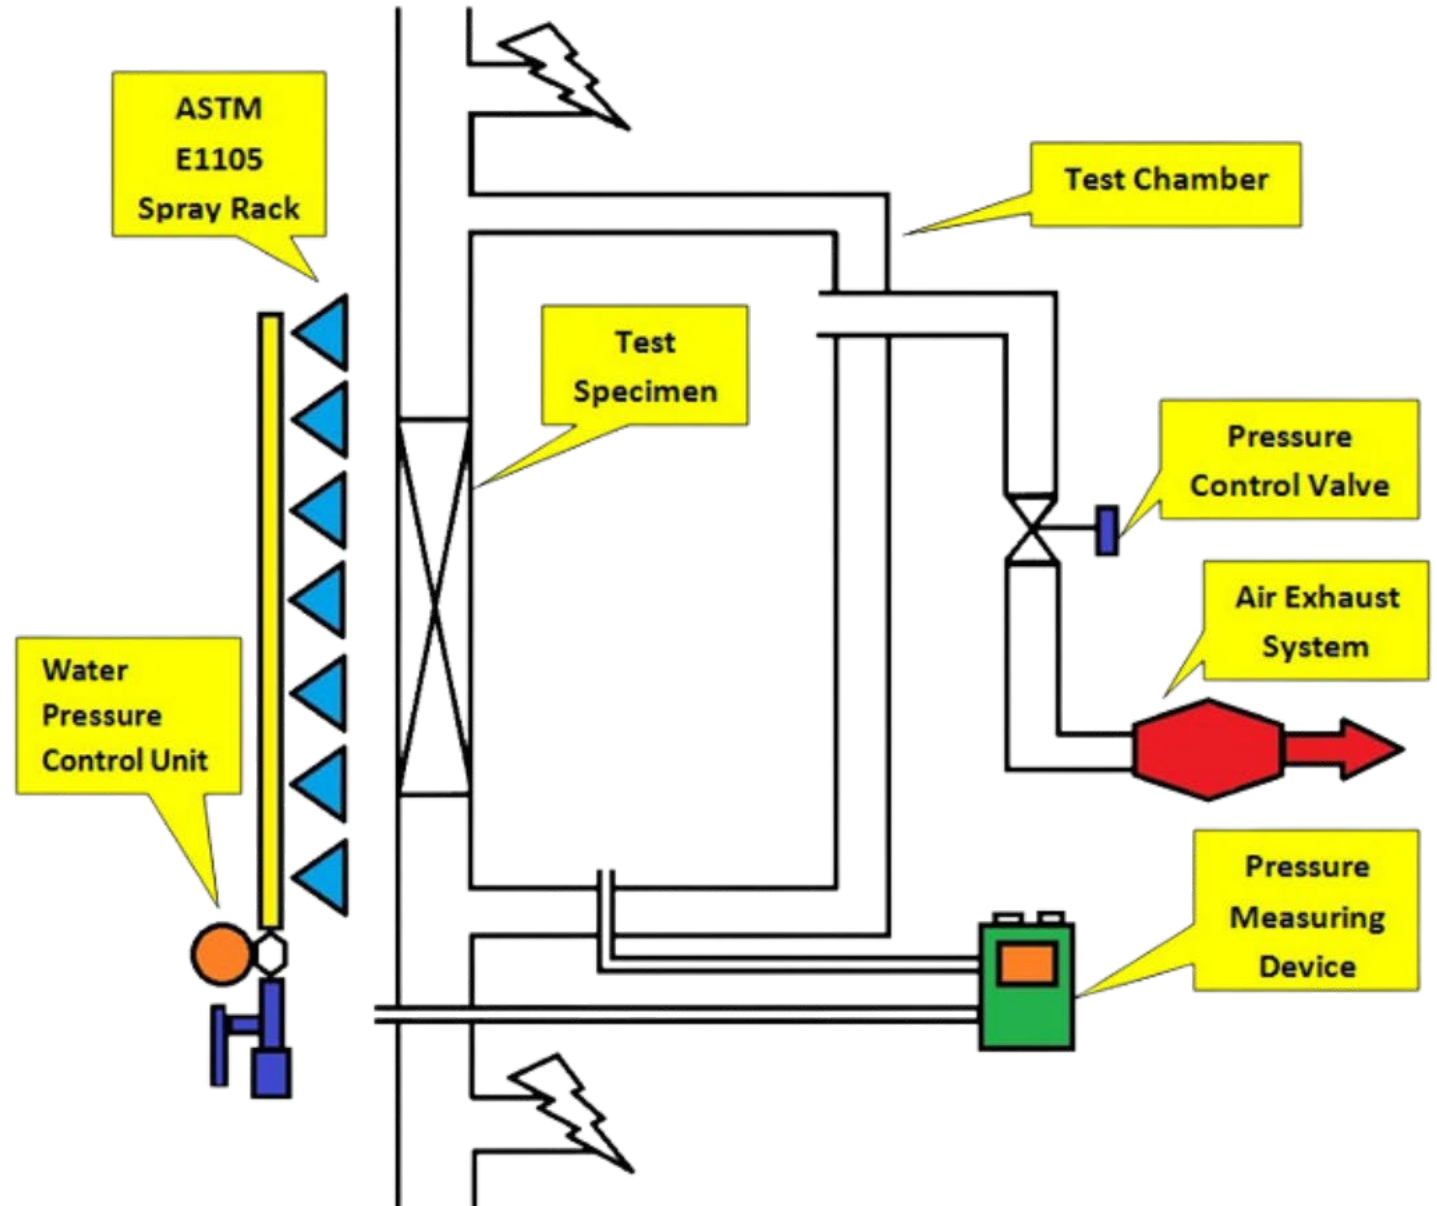 ASTM
E1105
Spray Rack
Test Chamber
Test
Specimen
Pressure
Control Valve
Air Exhaust
System
Water
Pressure
Control Unit
Pressure
Measuring
Device